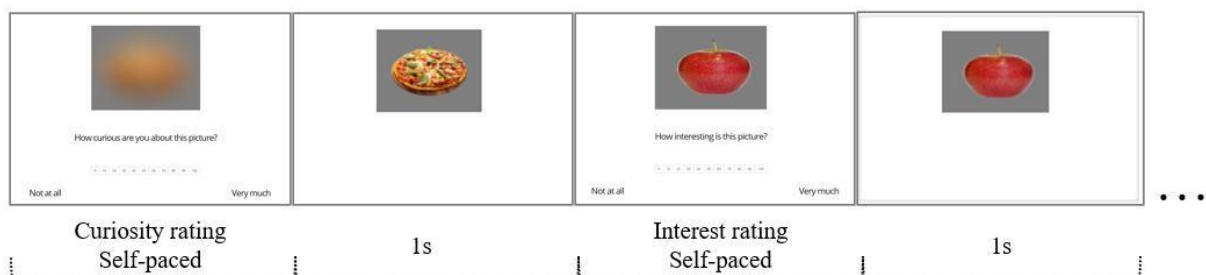 How curious are you about this picture?
Not at all
Very much
How interesting is this picture?
Not at all
Very much
. . .
Curiosity rating
Self-paced
1s
Interest rating
Self-paced
1s